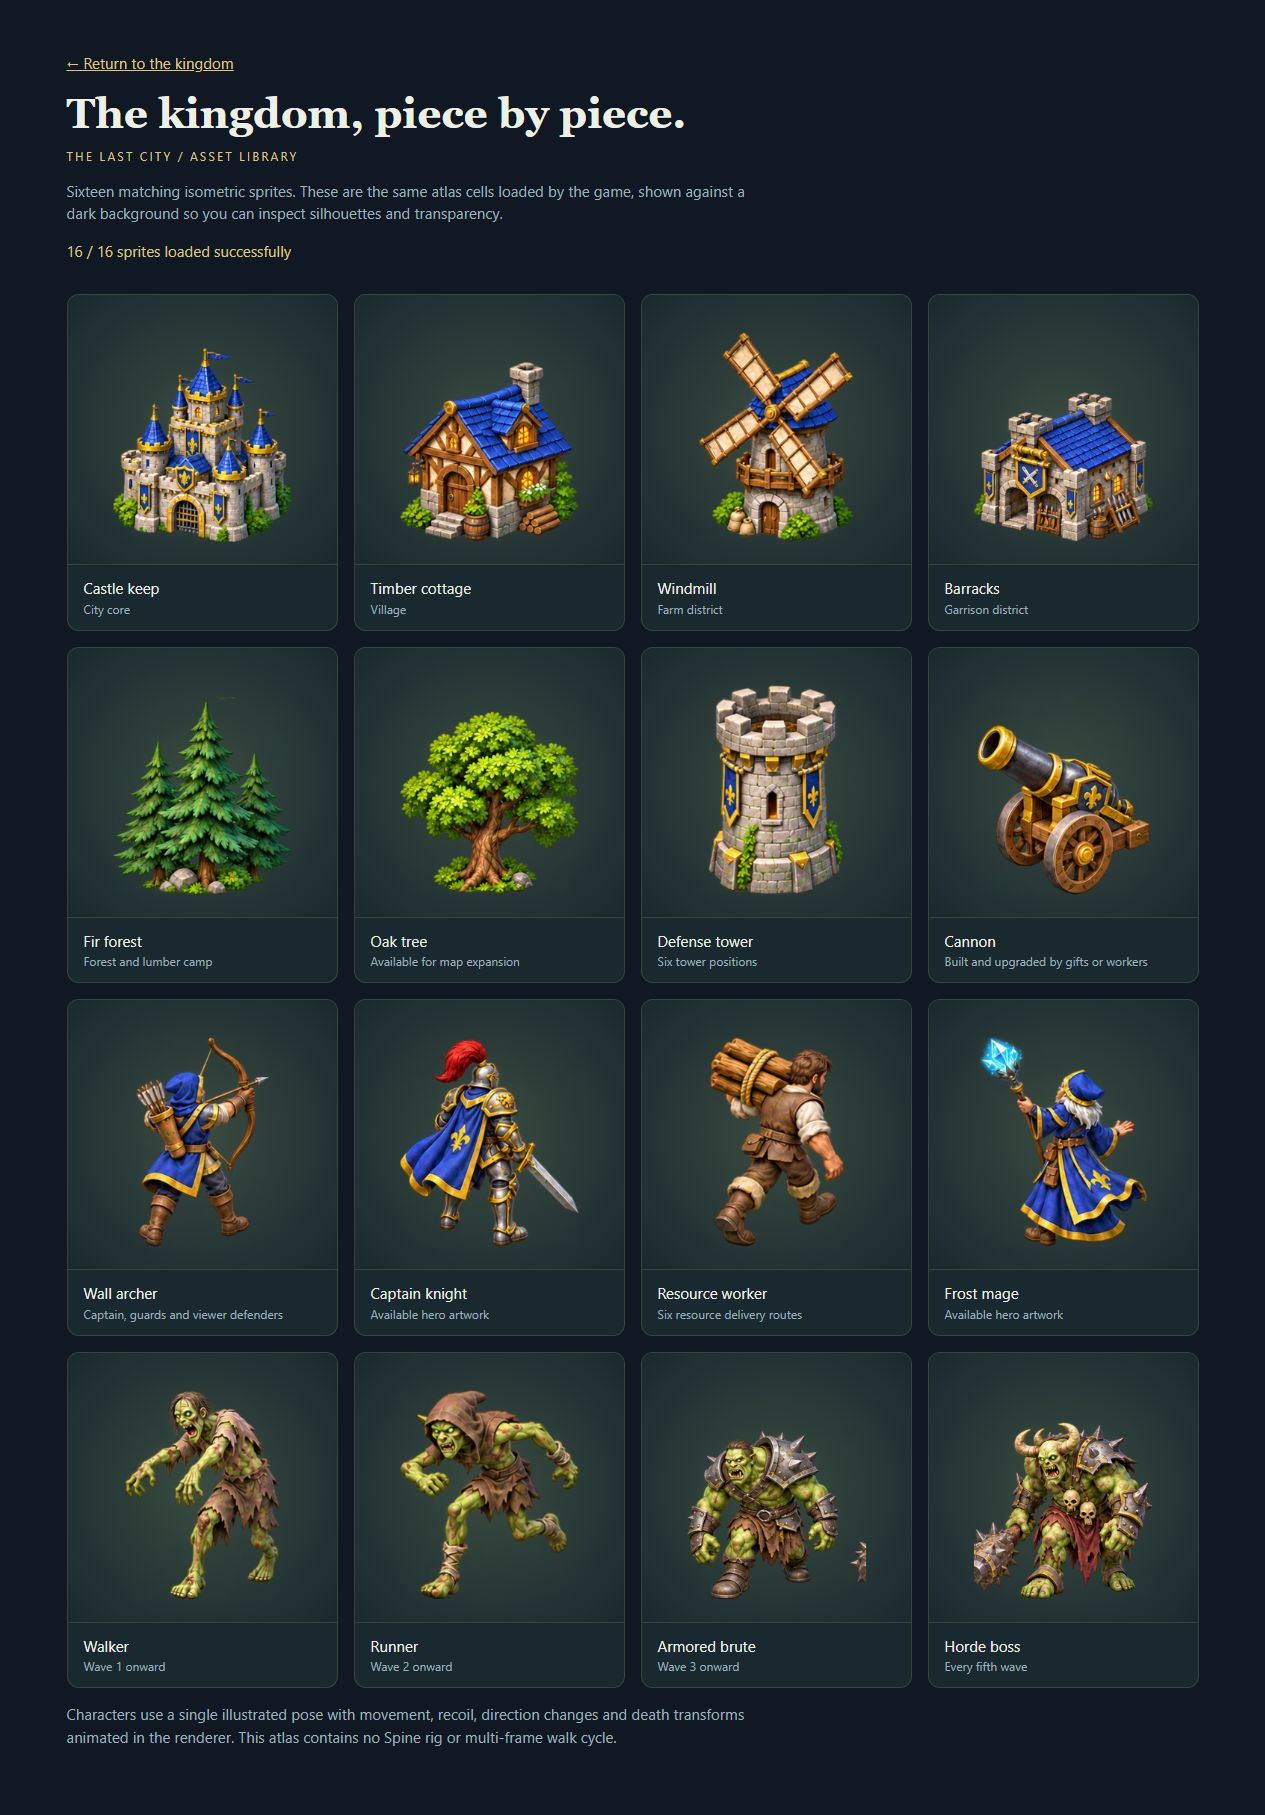 ← Return to the kingdom
The kingdom, piece by piece.
THE LAST CITY / ASSET LIBRARY
Sixteen matching isometric sprites. These are the same atlas cells loaded by the game, shown against a
dark background so you can inspect silhouettes and transparency.
16 / 16 sprites loaded successfully
Castle keep
City core
Timber cottage
Village
Windmill
Farm district
Barracks
Garrison district
Fir forest
Forest and lumber camp
Oak tree
Available for map expansion
Defense tower
Six tower positions
Cannon
Built and upgraded by gifts or workers
Wall archer
Captain, guards and viewer defenders
Captain knight
Available hero artwork
Resource worker
Six resource delivery routes
Frost mage
Available hero artwork
Walker
Wave 1 onward
Runner
Wave 2 onward
Armored brute
Wave 3 onward
Horde boss
Every fifth wave
Characters use a single illustrated pose with movement, recoil, direction changes and death transforms
animated in the renderer. This atlas contains no Spine rig or multi-frame walk cycle.